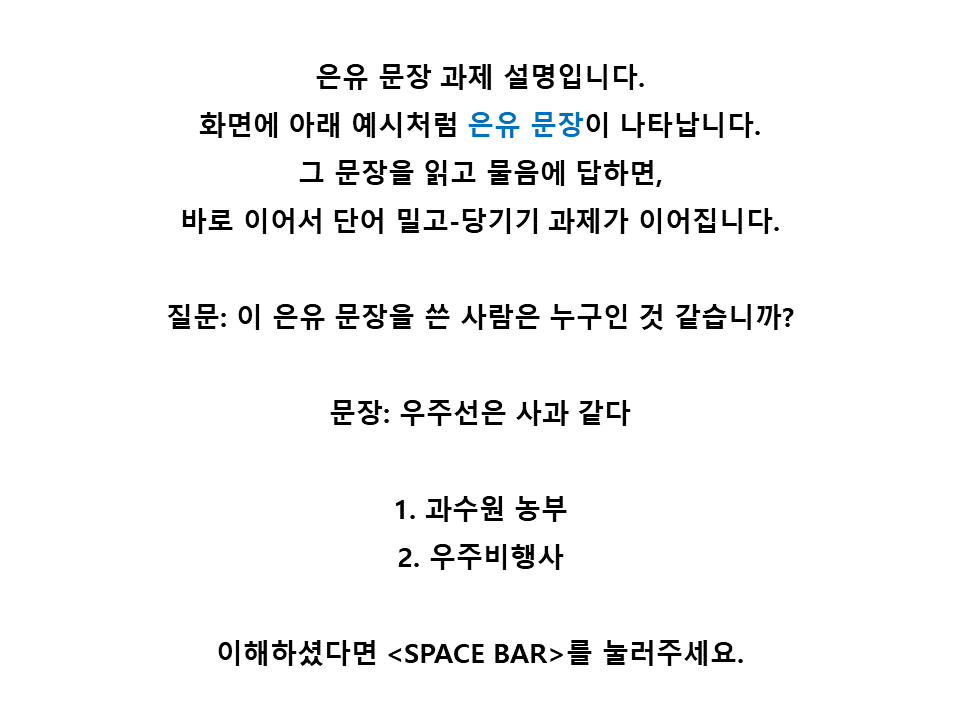 은유 문장 과제 설명입니다.
화면에 아래 예시처럼 은유 문장이 나타납니다.
그 문장을 읽고 물음에 답하면,
바로 이어서 단어 밀고-당기기 과제가 이어집니다.
질문: 이 은유 문장을 쓴 사람은 누구인 것 같습니까?
문장: 우주선은 사과 같다
1. 과수원 농부
2. 우주비행사
이해하셨다면 <SPACE BAR>를 눌러주세요.